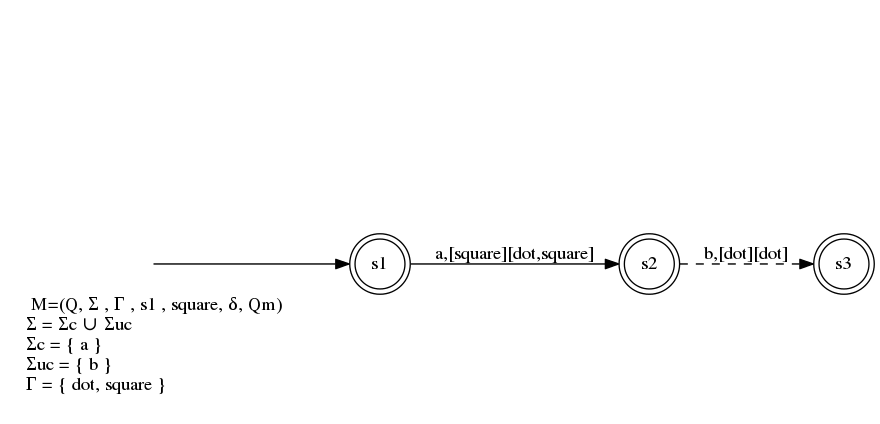 a,[square][dot,square]
b,[dot][dot]
s1
s2
s3
M=(Q, Σ , Γ , s1 , square, δ, Qm)
Σ = Σc ∪ Σuc
Σc = { a }
Σuc = { b }
Γ = { dot, square }